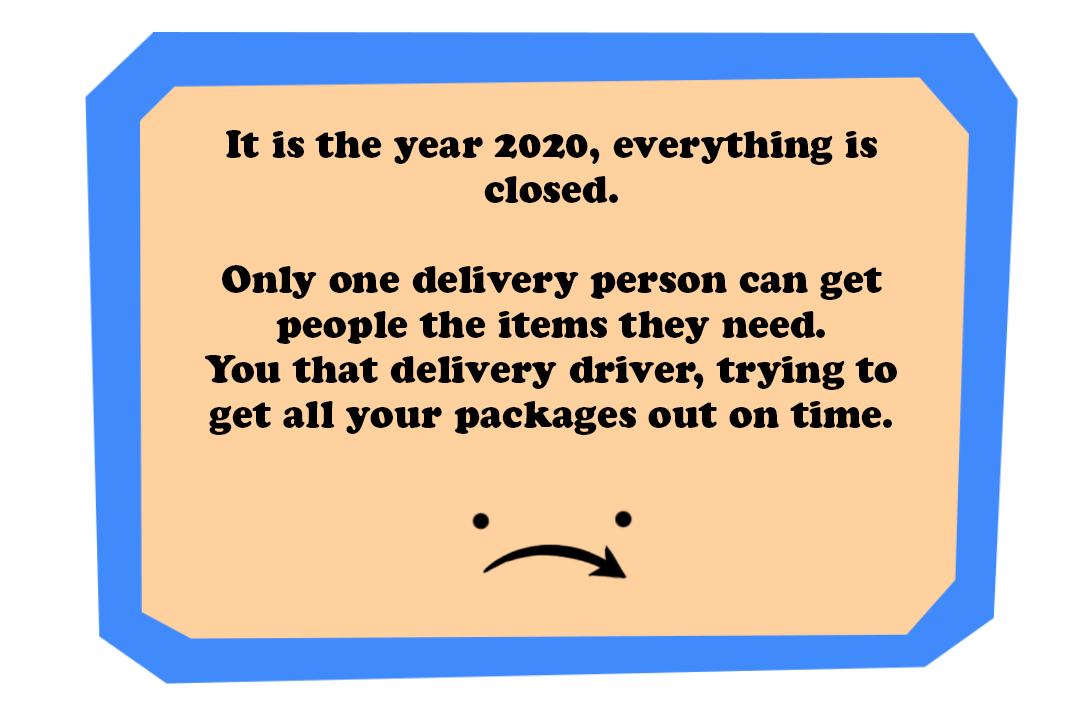 It is the year 2020, everything is
closed.
Only one delivery person can get
people the items they need.
You that delivery driver, trying to
get all your packages out on time.